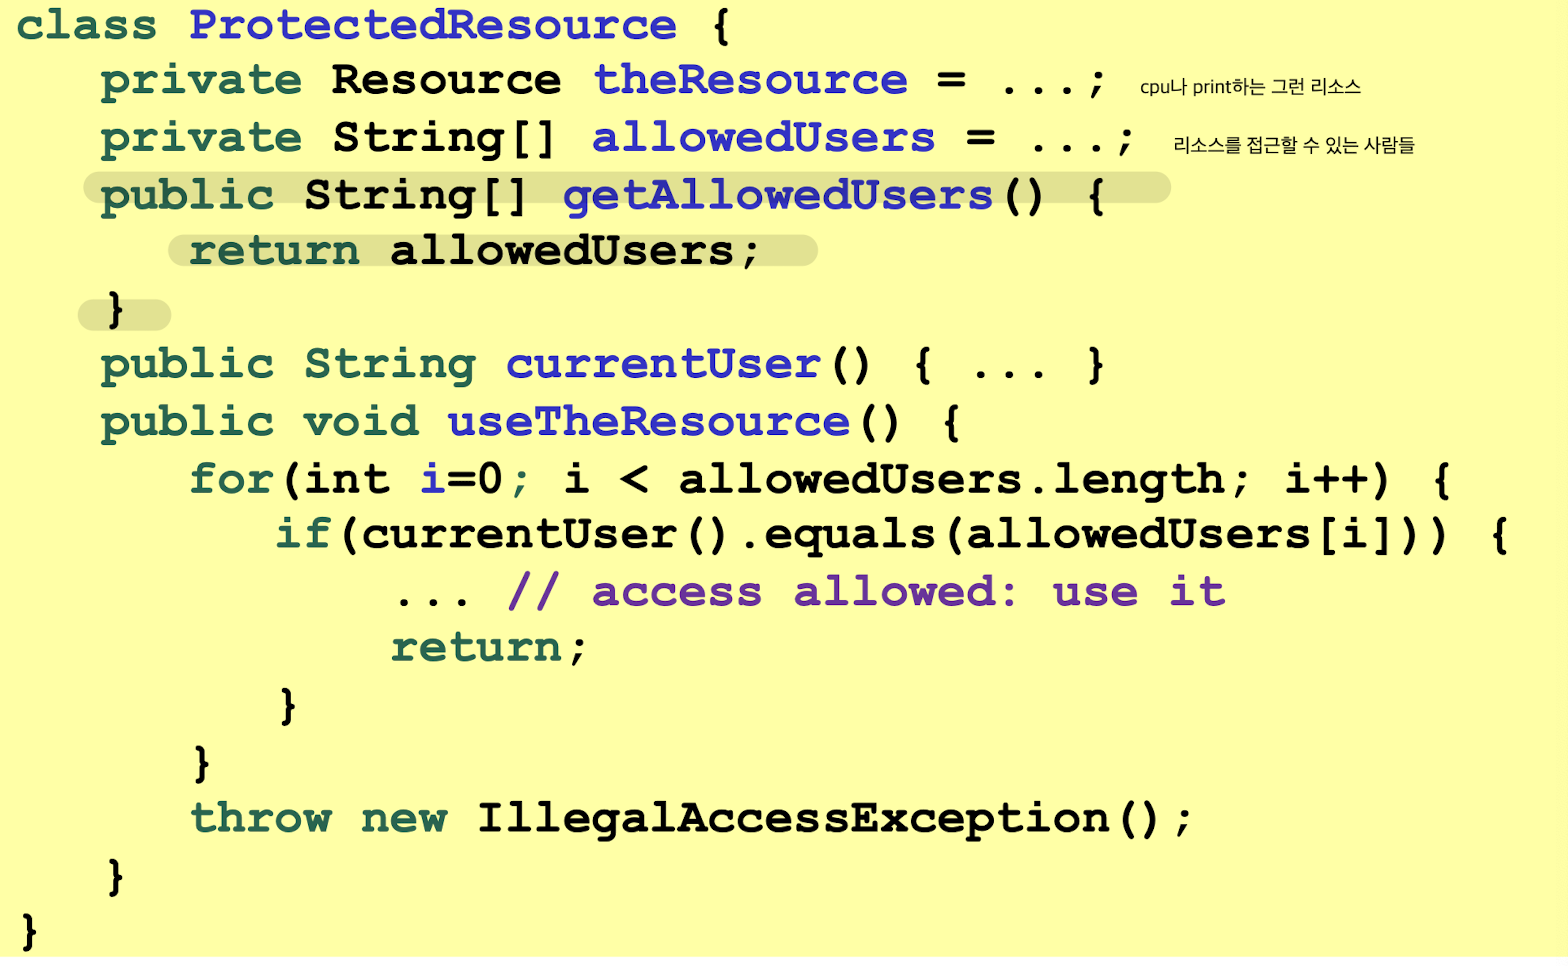 class ProtectedResource {
private Resource theResource = ...; cpu나 print하는 그런 리소스
private String[] allowedUsers = ...; 리소스를 접근할 수 있는 사람들
public String[] getAllowedUsers() {
return allowedUsers;
}
public String currentUser() { ... }
public void useTheResource() {
for(int i=0; i < allowedUsers.length; i++) {
if(currentUser().equals(allowedUsers[i])) {
... // access allowed: use it
return;
}
}
throw new IllegalAccessException();
}
}